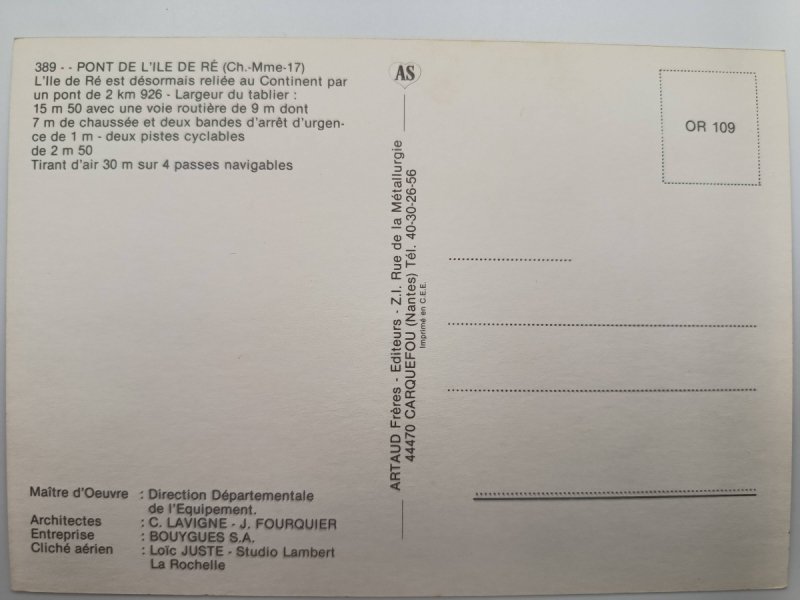 389 - - PONT DE L'ILE DE RÉ (Ch.-Mme-17)
L'Ile de Ré est désormais reliée au Continent par
un pont de 2 km 926 - Largeur du tablier :
15 m 50 avec une voie routière de 9 m dont
7 m de chaussée et deux bandes d'arrêt d'urgen-
ce de 1 m - deux pistes cyclables
de 2 m 50
Tirant d'air 30 m sur 4 passes navigables
Maître d'Oeuvre : Direction Départementale
de l'Equipement.
Architectes : C. LAVIGNE - J. FOURQUIER
Entreprise : BOUYGUES S.A.
Cliché aérien : Loïc JUSTE - Studio Lambert
La Rochelle
AS
ARTAUD Frères - Editeurs - Z.I. Rue de la Métallurgie
44470 CARQUEFOU (Nantes) Tél. 40-30-26-56
Imprimé en C.E.E.
OR 109